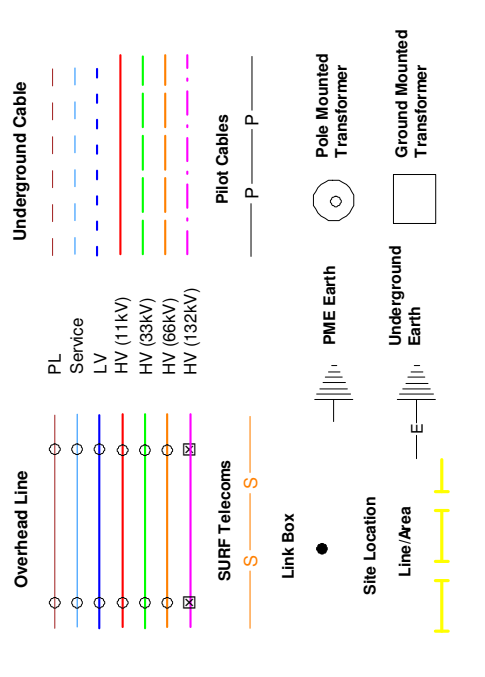 Overhead Line
Underground Cable
PL
Service
LV
HV (11kV)
HV (33kV)
HV (66kV)
HV (132kV)
SURF Telecoms
Pilot Cables
S S
P P
Link Box
PME Earth
Pole Mounted
Transformer
Site Location
Line/Area
Underground
Earth
E
Ground Mounted
Transformer